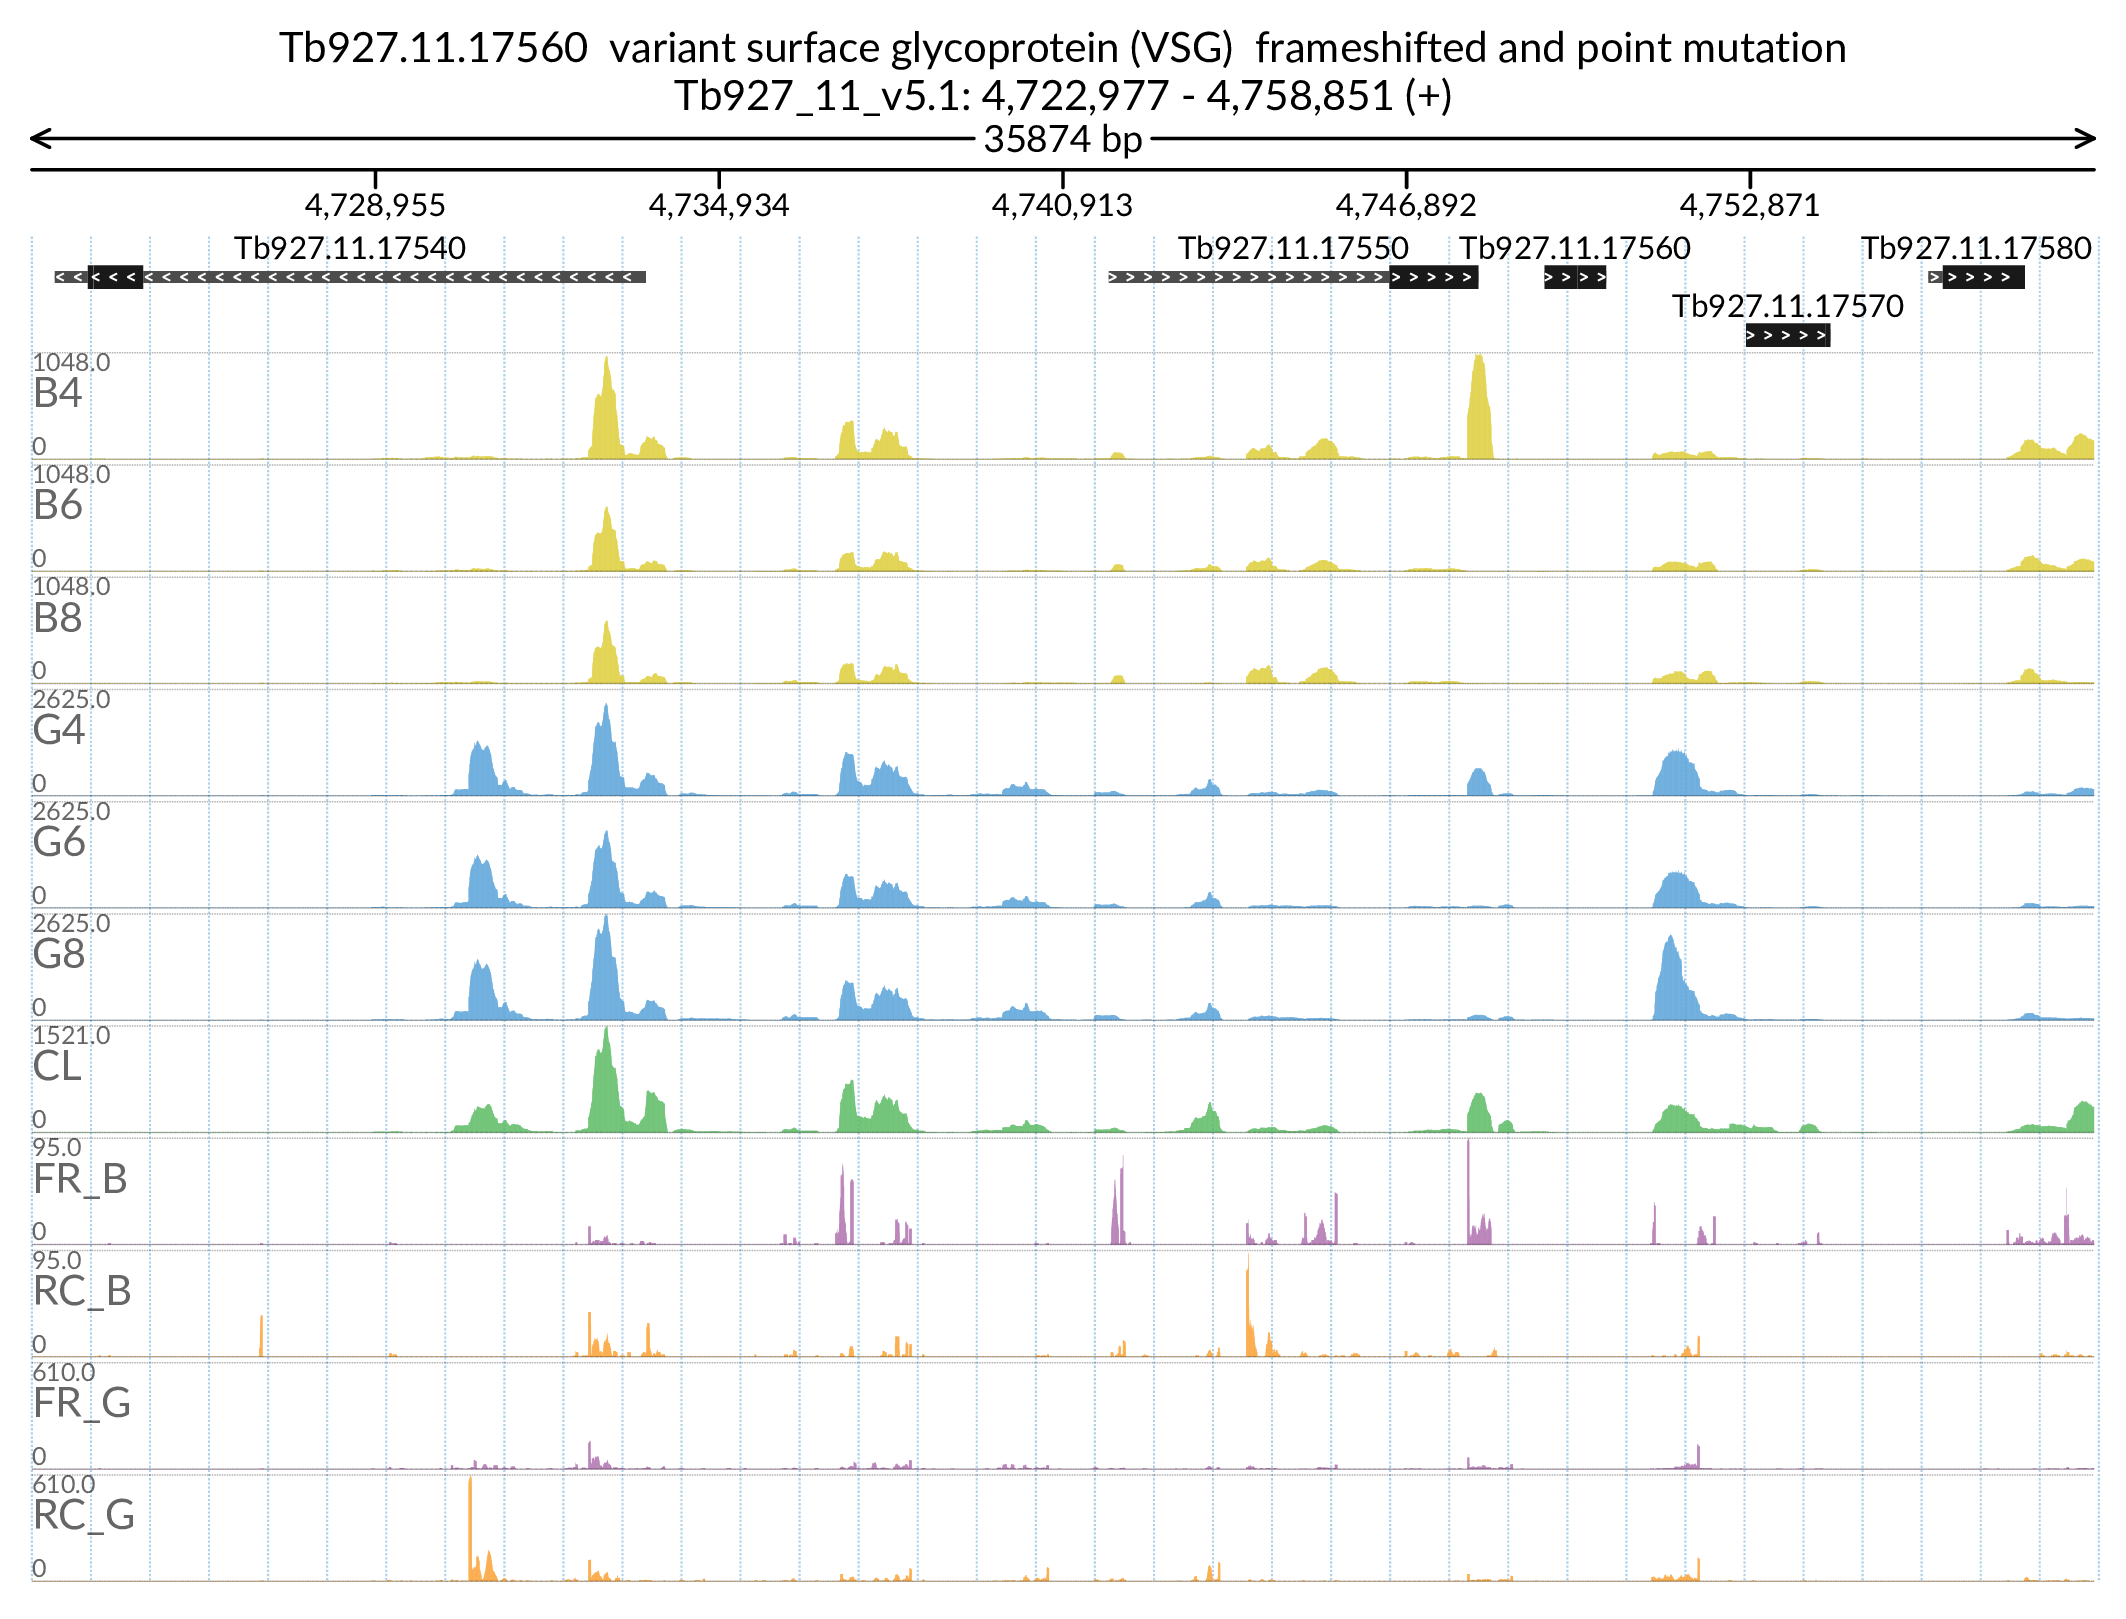 Tb927.11.17560  variant surface glycoprotein (VSG)  frameshifted and point mutation
Tb927_11_v5.1: 4,722,977 - 4,758,851 (+)
35874 bp
4,728,955 4,734,934 4,740,913 4,746,892 4,752,871
Tb927.11.17540 Tb927.11.17550 Tb927.11.17560 Tb927.11.17580
Tb927.11.17570
1048.0
B4
0
1048.0
B6
0
1048.0
B8
0
2625.0
G4
0
2625.0
G6
0
2625.0
G8
0
1521.0
CL
0
95.0
FR_B
0
95.0
RC_B
0
610.0
FR_G
0
610.0
RC_G
0